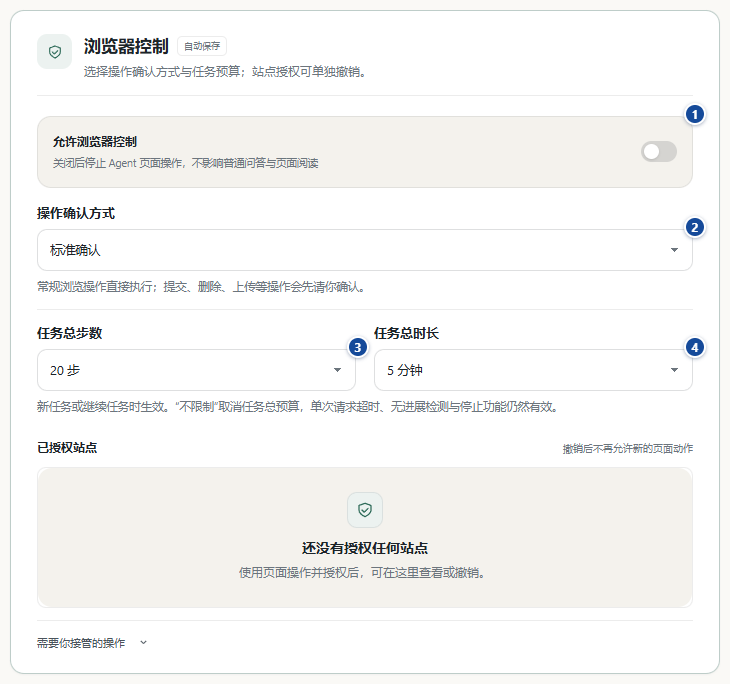 浏览器控制 自动保存
选择操作确认方式与任务预算；站点授权可单独撤销。
1
允许浏览器控制
关闭后停止 Agent 页面操作，不影响普通问答与页面阅读
操作确认方式
2
标准确认
常规浏览操作直接执行；提交、删除、上传等操作会先请你确认。
任务总步数 3 任务总时长 4
20 步 5 分钟
新任务或继续任务时生效。“不限制”取消任务总预算，单次请求超时、无进展检测与停止功能仍然有效。
已授权站点 撤销后不再允许新的页面动作
还没有授权任何站点
使用页面操作并授权后，可在这里查看或撤销。
需要你接管的操作